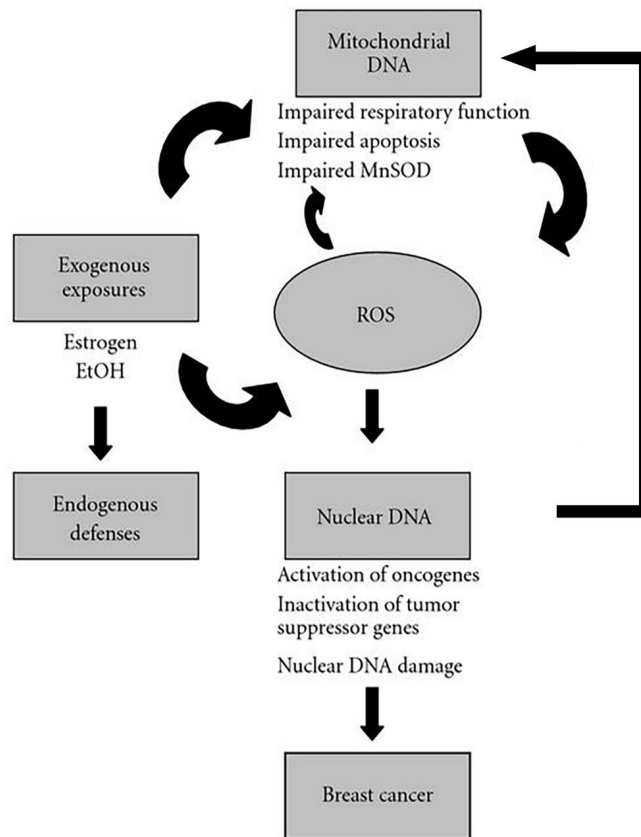 Mitochondrial
DNA
Impaired respiratory function
Impaired apoptosis
Impaired MnSOD
Exogenous
exposures
Estrogen
EtOH
ROS
Endogenous
defenses
Nuclear DNA
Activation of oncogenes
Inactivation of tumor
suppressor genes
Nuclear DNA damage
Breast cancer